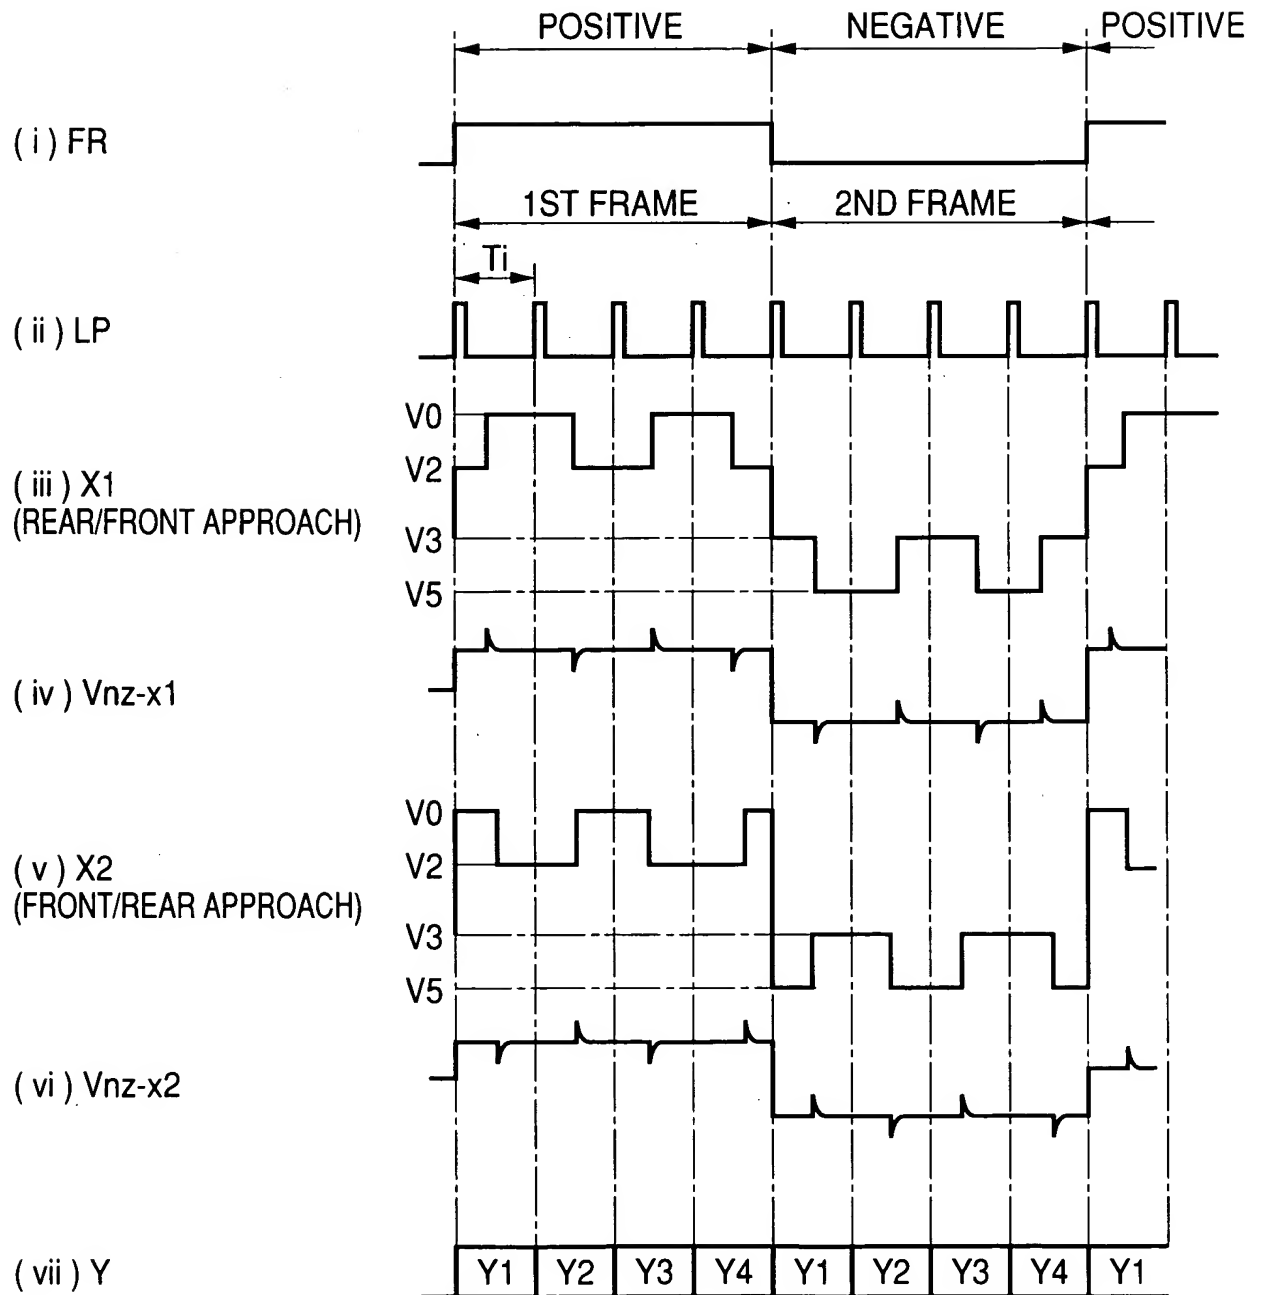 POSITIVE NEGATIVE POSITIVE
( i ) FR
1ST FRAME 2ND FRAME
Ti
( ii ) LP
V0
V2
( iii ) X1
(REAR/FRONT APPROACH)
V3
V5
( iv ) Vnz-x1
V0
V2
( v ) X2
(FRONT/REAR APPROACH)
V3
V5
( vi ) Vnz-x2
( vii ) Y Y1 Y2 Y3 Y4 Y1 Y2 Y3 Y4 Y1